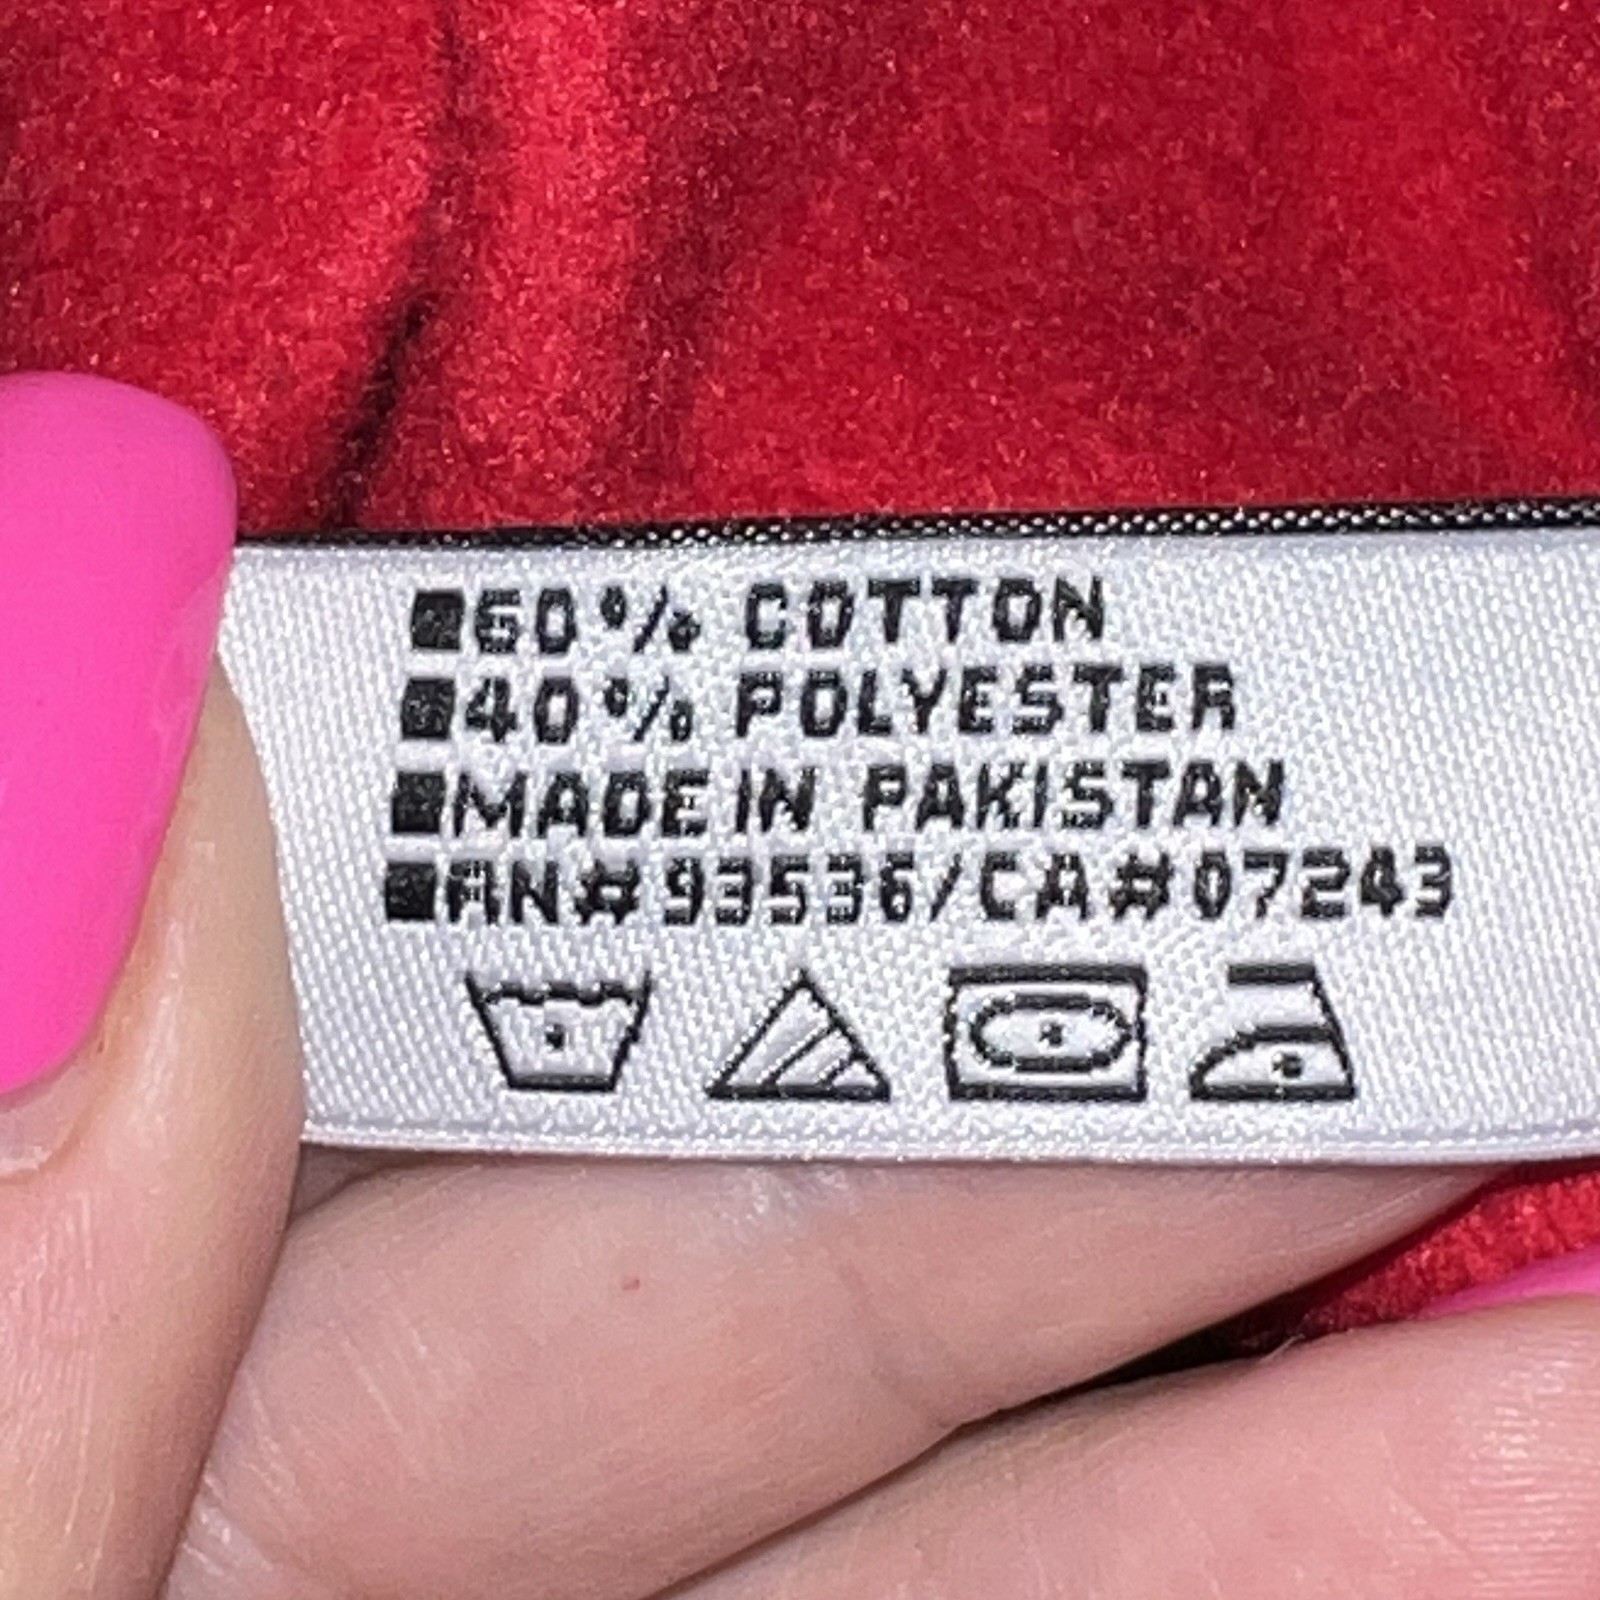 ■60% COTTON
■40% POLYESTER
■MADE IN PAKISTAN
■RN# 93536/CA# 07243